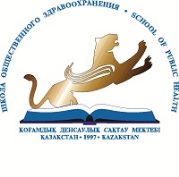 ШКОЛА ОБЩЕСТВЕННОГО ЗДРАВООХРАНЕНИЯ • SCHOOL OF PUBLIC HEALTH
ҚОҒАМДЫҚ ДЕНСАУЛЫҚ САҚТАУ МЕКТЕБІ
ҚАЗАҚСТАН • 1997 • KAZAKSTAN